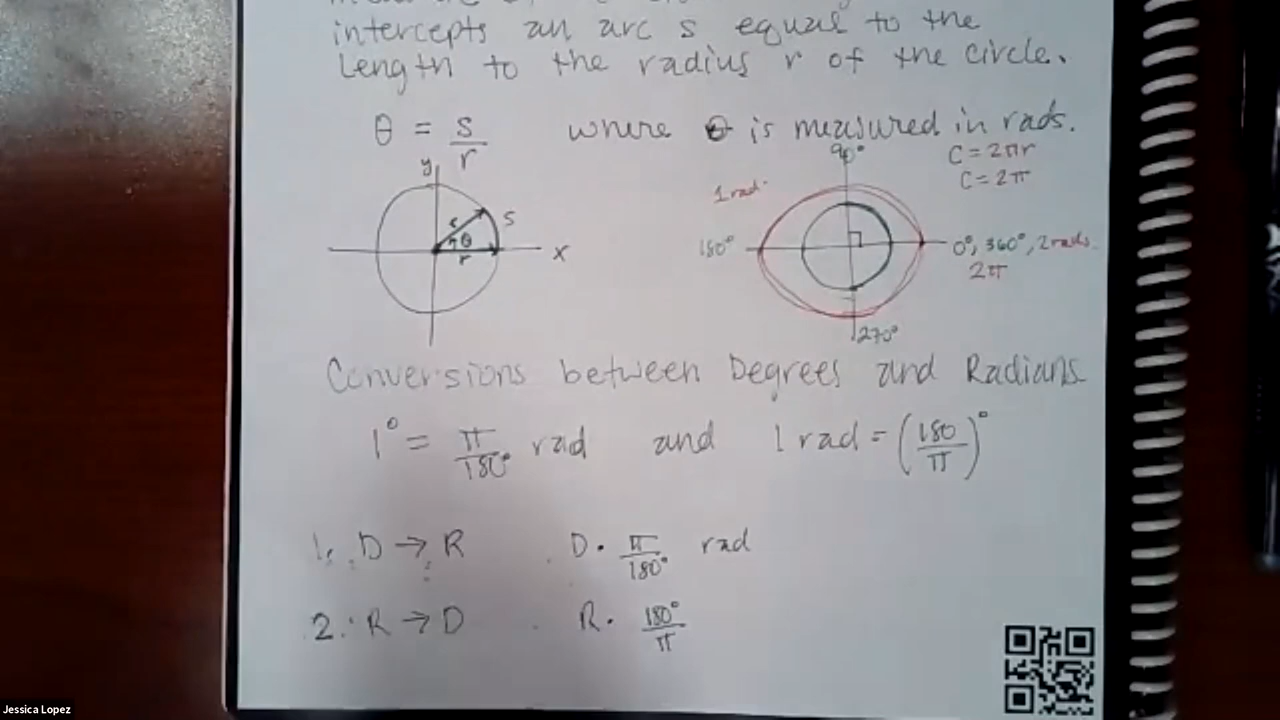 intercepts an arc s equal to the
length to the radius r of the circle.
θ = s/r where θ is measured in rads.
C = 2πr
C = 2π
y
r
θ
r
s
x
90°
1 rad
180°
0°, 360°, 2 rads
2π
270°
Conversions between Degrees and Radians
1° = π/180° rad and 1 rad = (180/π)°
1. D → R D · π/180° rad
2. R → D R · 180°/π
Jessica Lopez